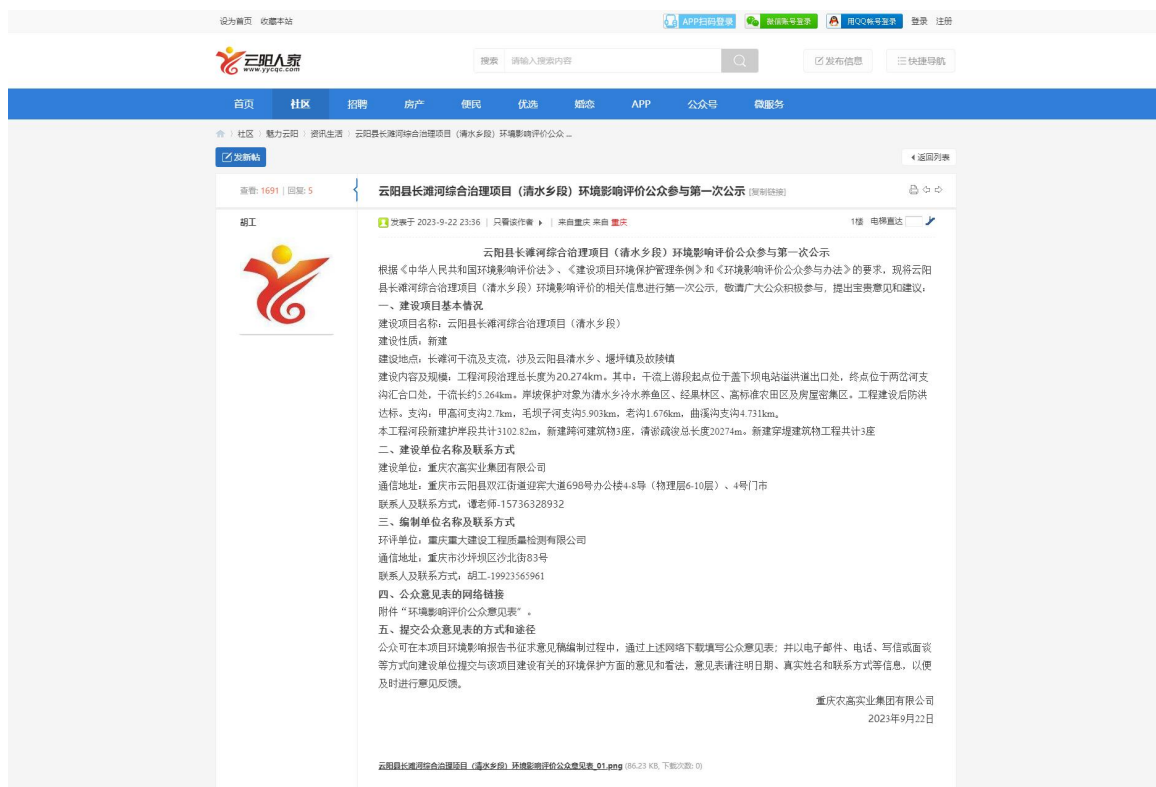 设为首页 收藏本站
APP扫码登录 微信账号登录 用QQ帐号登录 登录 注册
云阳人家
www.yycqc.com
搜索 请输入搜索内容
发布信息 快捷导航
首页 社区 招聘 房产 便民 优选 婚恋 APP 公众号 微服务
社区 魅力云阳 资讯生活 云阳县长滩河综合治理项目（清水乡段）环境影响评价公众 ...
发新帖 返回列表
查看: 1691 | 回复: 5
云阳县长滩河综合治理项目（清水乡段）环境影响评价公众参与第一次公示 [复制链接]
胡工
发表于 2023-9-22 23:36 | 只看该作者 | 来自重庆 来自 重庆
1楼 电梯直达
云阳县长滩河综合治理项目（清水乡段）环境影响评价公众参与第一次公示
根据《中华人民共和国环境影响评价法》、《建设项目环境保护管理条例》和《环境影响评价公众参与办法》的要求，现将云阳
县长滩河综合治理项目（清水乡段）环境影响评价的相关信息进行第一次公示，敬请广大公众积极参与，提出宝贵意见和建议：
一、建设项目基本情况
建设项目名称：云阳县长滩河综合治理项目（清水乡段）
建设性质：新建
建设地点：长滩河干流及支流，涉及云阳县清水乡、堰坪镇及故陵镇
建设内容及规模：工程河段治理总长度为20.274km。其中：干流上游段起点位于盖下坝电站溢洪道出口处，终点位于两岔河支
沟汇合口处，干流长约5.264km。岸坡保护对象为清水乡冷水养鱼区、经果林区、高标准农田区及房屋密集区。工程建设后防洪
达标。支沟：甲高河支沟2.7km，毛坝子河支沟5.903km，老沟1.676km，曲溪沟支沟4.731km。
本工程河段新建护岸段共计3102.82m，新建跨河建筑物3座，清淤疏浚总长度20274m。新建穿堤建筑物工程共计3座
二、建设单位名称及联系方式
建设单位：重庆农高实业集团有限公司
通信地址：重庆市云阳县双江街道迎宾大道698号办公楼4-8导（物理层6-10层）、4号门市
联系人及联系方式：谭老师-15736328932
三、编制单位名称及联系方式
环评单位：重庆重大建设工程质量检测有限公司
通信地址：重庆市沙坪坝区沙北街83号
联系人及联系方式：胡工-19923565961
四、公众意见表的网络链接
附件“环境影响评价公众意见表”。
五、提交公众意见表的方式和途径
公众可在本项目环境影响报告书征求意见稿编制过程中，通过上述网络下载填写公众意见表；并以电子邮件、电话、写信或面谈
等方式向建设单位提交与该项目建设有关的环境保护方面的意见和看法，意见表请注明日期、真实姓名和联系方式等信息，以便
及时进行意见反馈。
重庆农高实业集团有限公司
2023年9月22日
云阳县长滩河综合治理项目（清水乡段）环境影响评价公众意见表_01.png (86.23 KB, 下载次数: 0)